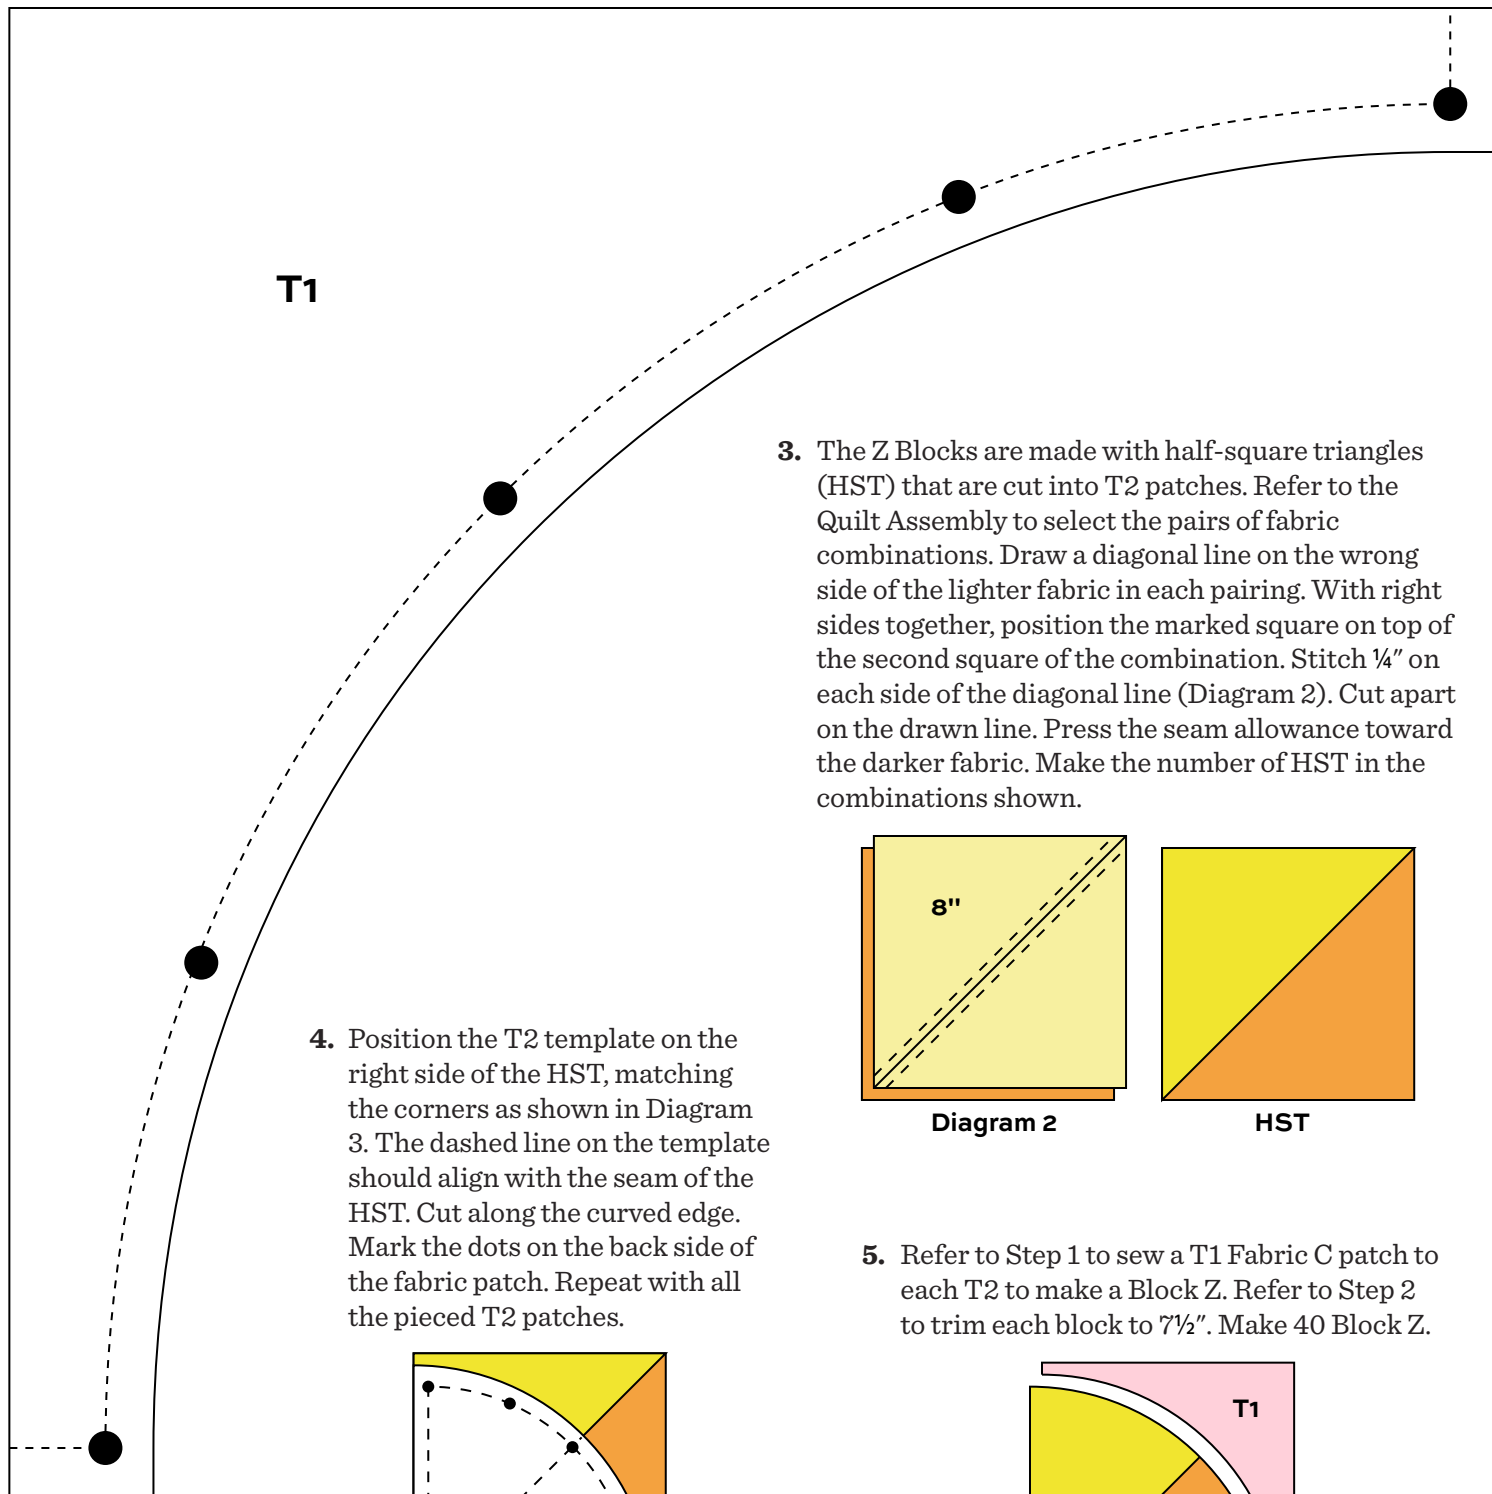 T1
3. The Z Blocks are made with half-square triangles
(HST) that are cut into T2 patches. Refer to the
Quilt Assembly to select the pairs of fabric
combinations. Draw a diagonal line on the wrong
side of the lighter fabric in each pairing. With right
sides together, position the marked square on top of
the second square of the combination. Stitch ¼″ on
each side of the diagonal line (Diagram 2). Cut apart
on the drawn line. Press the seam allowance toward
the darker fabric. Make the number of HST in the
combinations shown.
8"
Diagram 2
HST
4. Position the T2 template on the
right side of the HST, matching
the corners as shown in Diagram
3. The dashed line on the template
should align with the seam of the
HST. Cut along the curved edge.
Mark the dots on the back side of
the fabric patch. Repeat with all
the pieced T2 patches.
5. Refer to Step 1 to sew a T1 Fabric C patch to
each T2 to make a Block Z. Refer to Step 2
to trim each block to 7½″. Make 40 Block Z.
T1